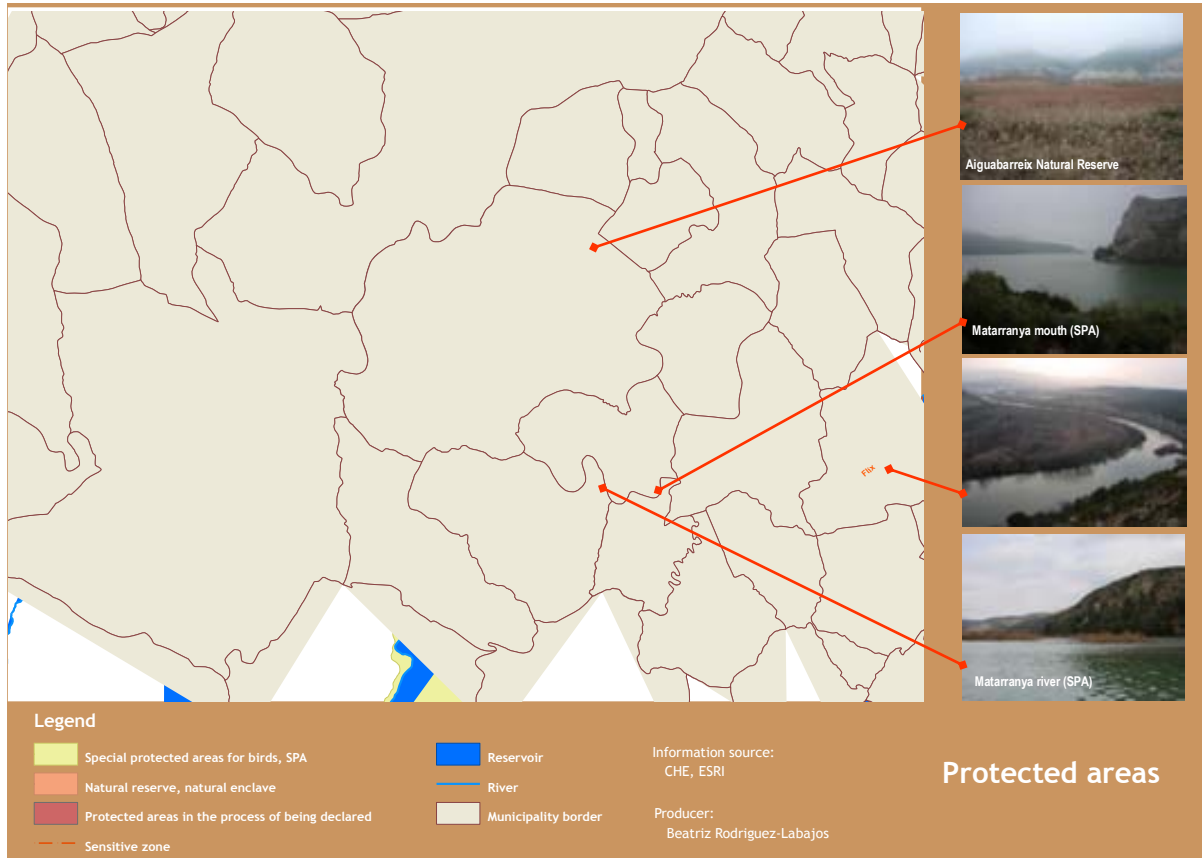 Aiguabarreix Natural Reserve
Matarranya mouth (SPA)
Flix
Matarranya river (SPA)
Legend
Special protected areas for birds, SPA
Natural reserve, natural enclave
Protected areas in the process of being declared
Sensitive zone
Reservoir
River
Municipality border
Information source:
CHE, ESRI
Producer:
Beatriz Rodriguez-Labajos
Protected areas